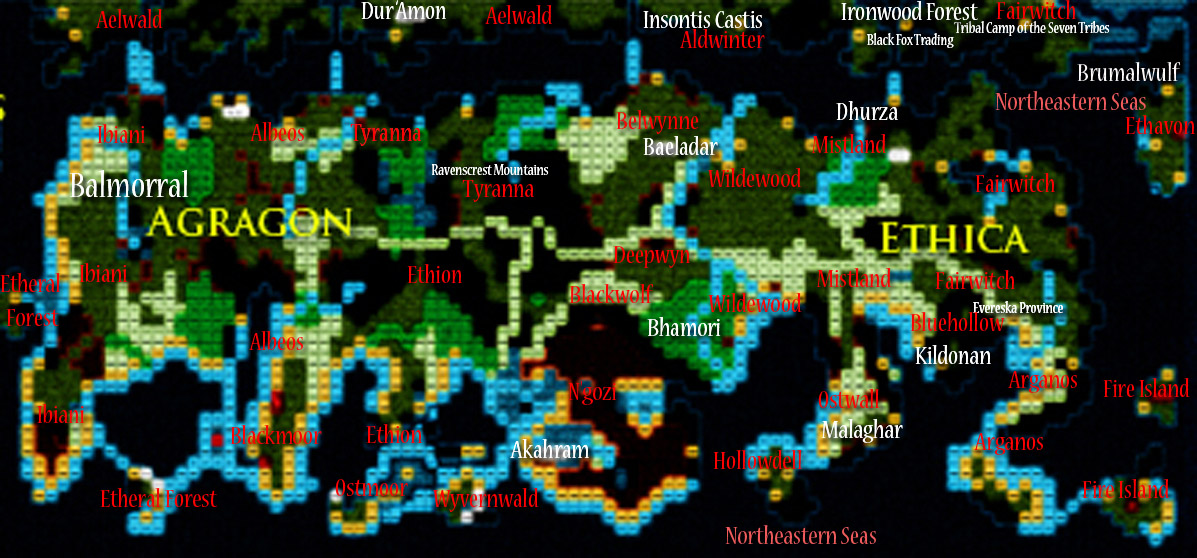 Aelwald
Dur'Amon
Aelwald
Insontis Castis
Aldwinter
Ironwood Forest
Fairwitch
Tribal Camp of the Seven Tribes
Black Fox Trading
Brumalwulf
Northeastern Seas
Ethavon
Ibiani
Albeos
Tyranna
Belwynne
Baeladar
Dhurza
Mistland
Ravenscrest Mountains
Tyranna
Wildewood
Fairwitch
Balmorral
AGRAGON
ETHICA
Deepwyn
Etheral
Forest
Ibiani
Ethion
Blackwolf
Wildewood
Mistland
Fairwitch
Evereska Province
Bluehollow
Bhamori
Kildonan
Albeos
Arganos
Fire Island
Ngozi
Ostwall
Ibiani
Blackmoor
Ethion
Akahram
Malaghar
Arganos
Hollowdell
Etheral Forest
Ostmoor
Wyvernwald
Fire Island
Northeastern Seas